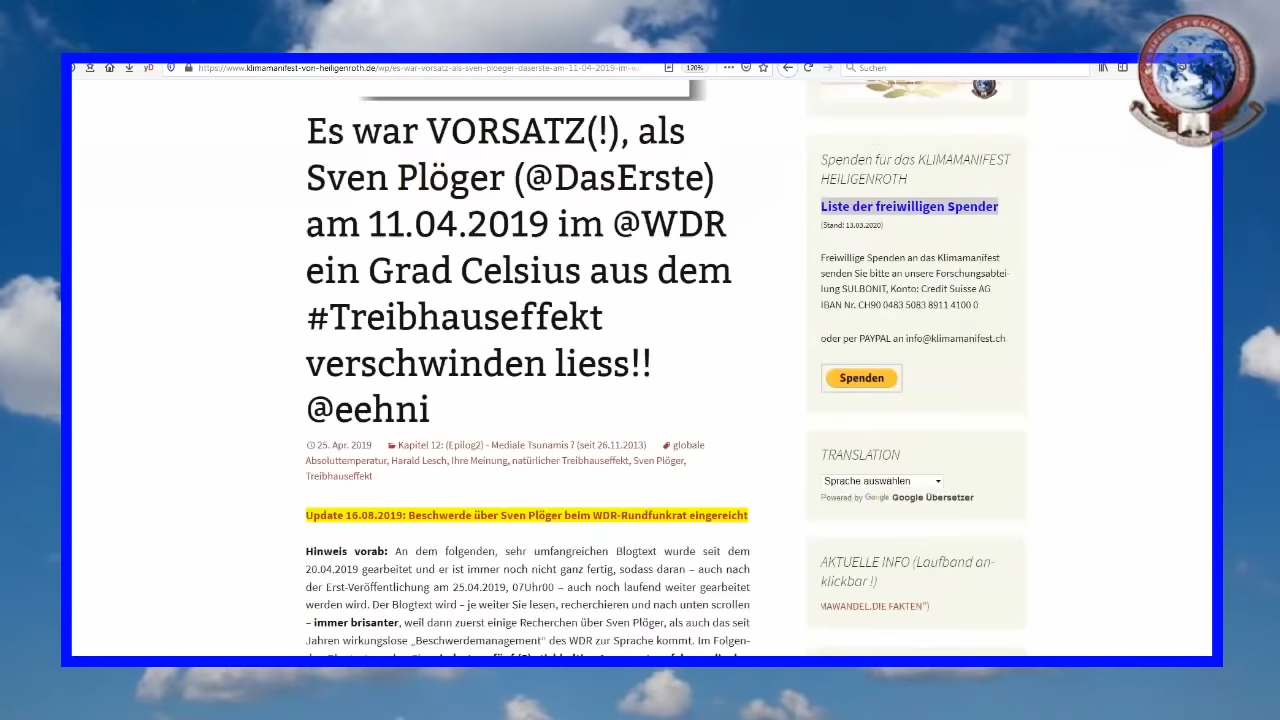 https://www.klimamanifest-von-heiligenroth.de/wp/es-war-vorsatz-als-sven-ploeger-daserste-am-11-04-2019-im-w
120%
Suchen
Es war VORSATZ(!), als
Sven Plöger (@DasErste)
am 11.04.2019 im @WDR
ein Grad Celsius aus dem
#Treibhauseffekt
verschwinden liess!!
@eehni
25. Apr. 2019 Kapitel 12: (Epilog2) - Mediale Tsunamis ? (seit 26.11.2013) globale
Absoluttemperatur, Harald Lesch, Ihre Meinung, natürlicher Treibhauseffekt, Sven Plöger,
Treibhauseffekt
Update 16.08.2019: Beschwerde über Sven Plöger beim WDR-Rundfunkrat eingereicht
Hinweis vorab: An dem folgenden, sehr umfangreichen Blogtext wurde seit dem
20.04.2019 gearbeitet und er ist immer noch nicht ganz fertig, sodass daran – auch nach
der Erst-Veröffentlichung am 25.04.2019, 07Uhr00 – auch noch laufend weiter gearbeitet
werden wird. Der Blogtext wird – je weiter Sie lesen, recherchieren und nach unten scrollen
– immer brisanter, weil dann zuerst einige Recherchen über Sven Plöger, als auch das seit
Jahren wirkungslose „Beschwerdemanagement" des WDR zur Sprache kommt. Im Folgen-
Spenden für das KLIMAMANIFEST
HEILIGENROTH
Liste der freiwilligen Spender
(Stand: 13.03.2020)
Freiwillige Spenden an das Klimamanifest
senden Sie bitte an unsere Forschungsabtei-
lung SULBONIT, Konto: Credit Suisse AG
IBAN Nr. CH90 0483 5083 8911 4100 0
oder per PAYPAL an info@klimamanifest.ch
Spenden
TRANSLATION
Sprache auswählen
Powered by Google Google Übersetzer
AKTUELLE INFO (Laufband an-
klickbar !)
MAWANDEL.DIE FAKTEN")